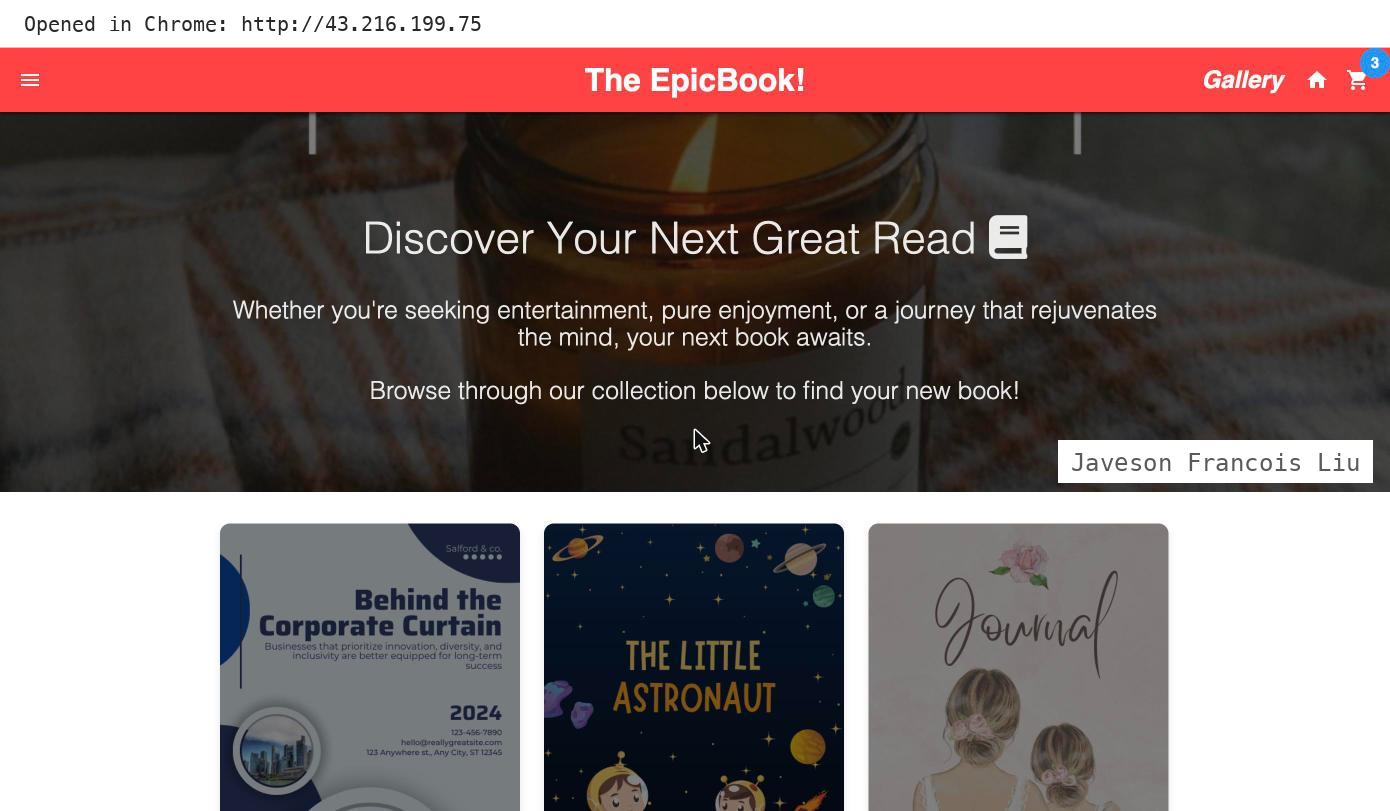 Opened in Chrome: http://43.216.199.75
The EpicBook!
Gallery
3
Discover Your Next Great Read
Whether you're seeking entertainment, pure enjoyment, or a journey that rejuvenates
the mind, your next book awaits.
Browse through our collection below to find your new book!
Sandalwood
Javeson Francois Liu
Salford & co.
Behind the
Corporate Curtain
Businesses that prioritize innovation, diversity, and
inclusivity are better equipped for long-term
success
2024
123-456-7890
hello@reallygreatsite.com
123 Anywhere st., Any City, ST 12345
THE LITTLE
ASTRONAUT
Journal